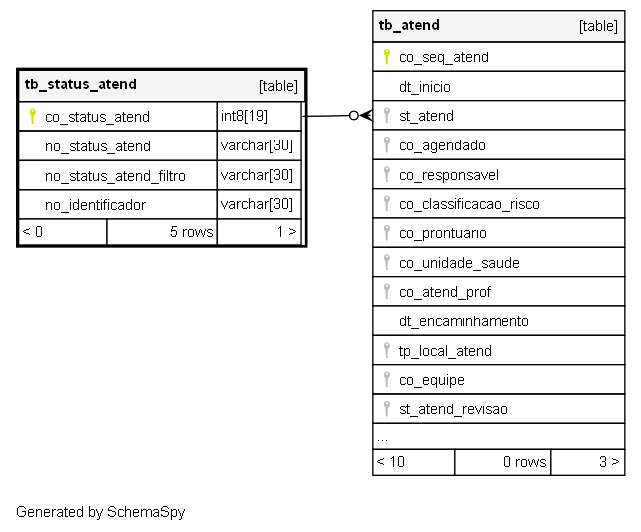 tb_status_atend [table]
co_status_atend int8[19]
no_status_atend varchar[30]
no_status_atend_filtro varchar[30]
no_identificador varchar[30]
< 0 5 rows 1 >
tb_atend [table]
co_seq_atend
dt_inicio
st_atend
co_agendado
co_responsavel
co_classificacao_risco
co_prontuario
co_unidade_saude
co_atend_prof
dt_encaminhamento
tp_local_atend
co_equipe
st_atend_revisao
...
< 10 0 rows 3 >
Generated by SchemaSpy